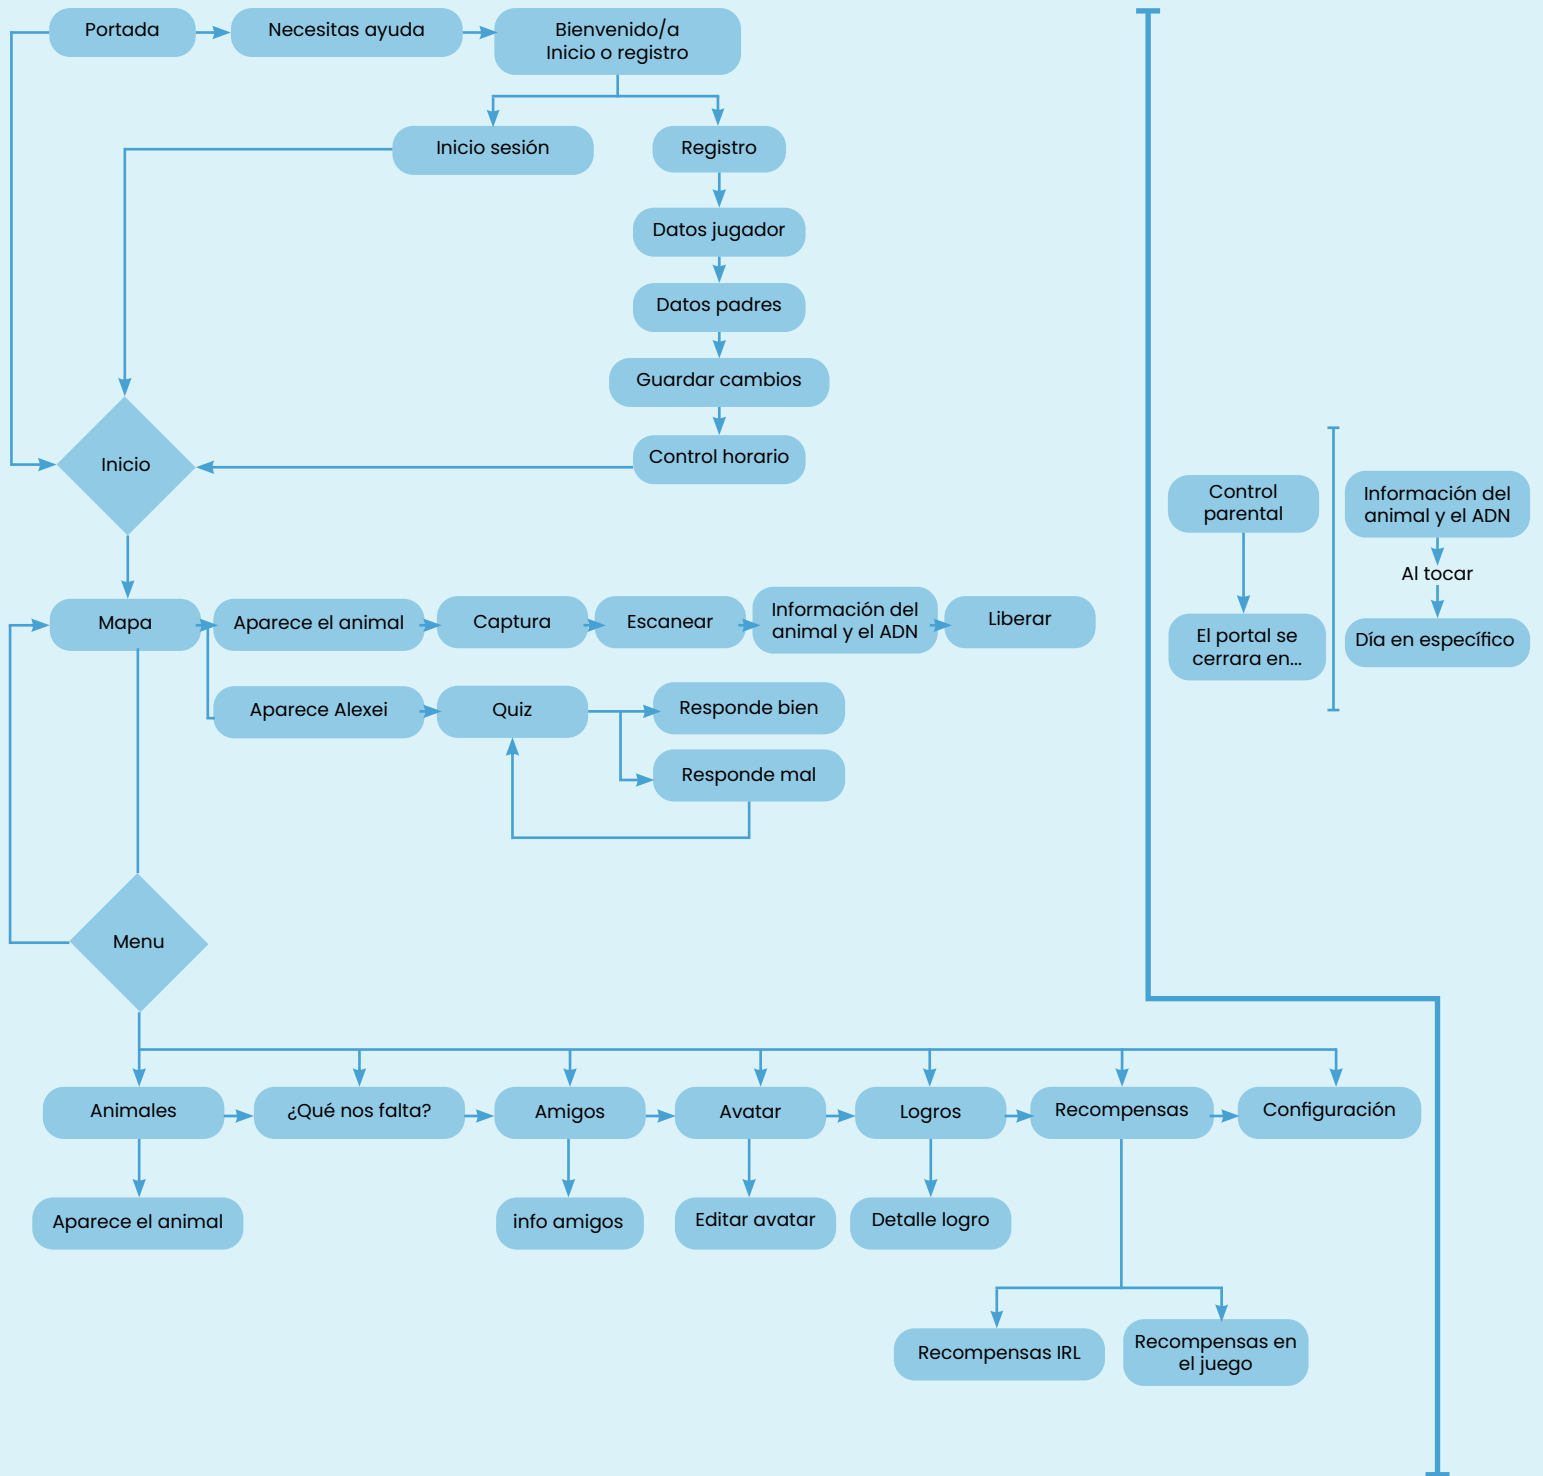 Portada
Necesitas ayuda
Bienvenido/a
Inicio o registro
Inicio sesión
Registro
Datos jugador
Datos padres
Guardar cambios
Control horario
Inicio
Mapa
Aparece el animal
Captura
Escanear
Información del
animal y el ADN
Liberar
Aparece Alexei
Quiz
Responde bien
Responde mal
Menu
Animales
¿Qué nos falta?
Amigos
Avatar
Logros
Recompensas
Configuración
Aparece el animal
info amigos
Editar avatar
Detalle logro
Recompensas IRL
Recompensas en
el juego
Control
parental
El portal se
cerrara en...
Información del
animal y el ADN
Al tocar
Día en específico